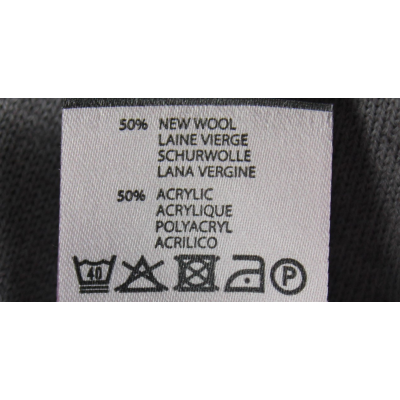 50% NEW WOOL
LAINE VIERGE
SCHURWOLLE
LANA VERGINE
50% ACRYLIC
ACRYLIQUE
POLYACRYL
ACRILICO
40 P